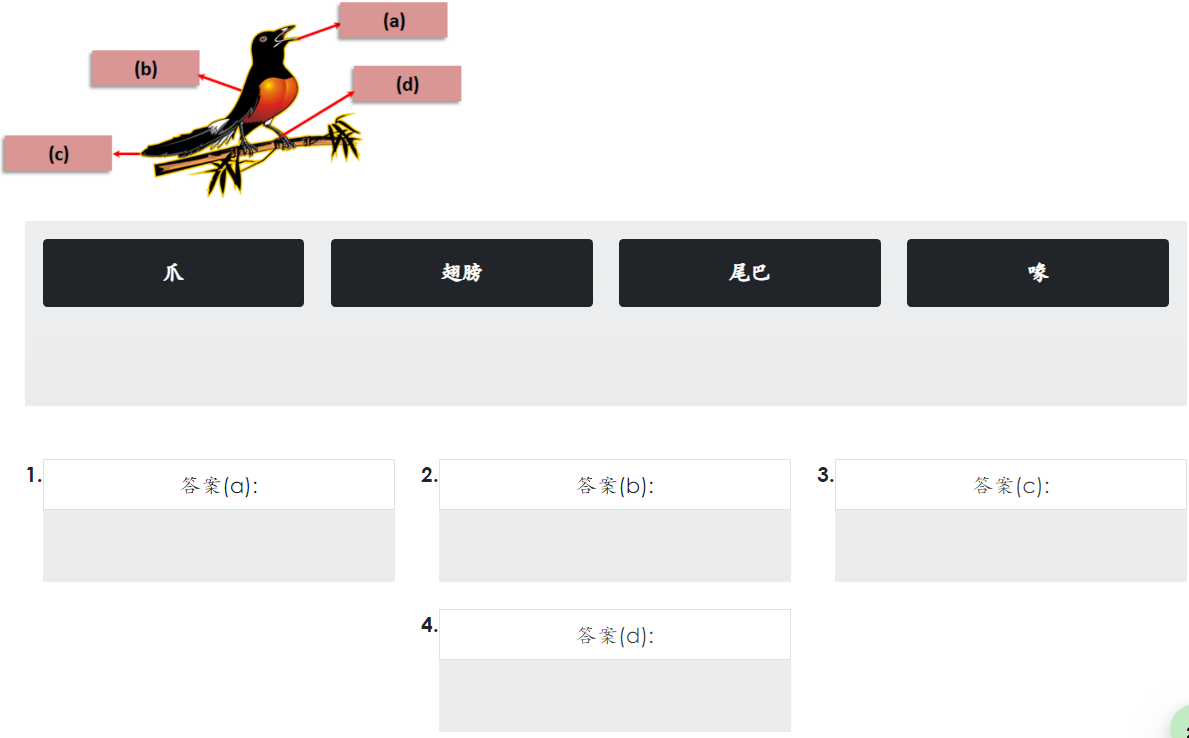 (a)
(b)
(d)
(c)
爪
翅膀
尾巴
喙
1. 答案(a):
2. 答案(b):
3. 答案(c):
4. 答案(d):